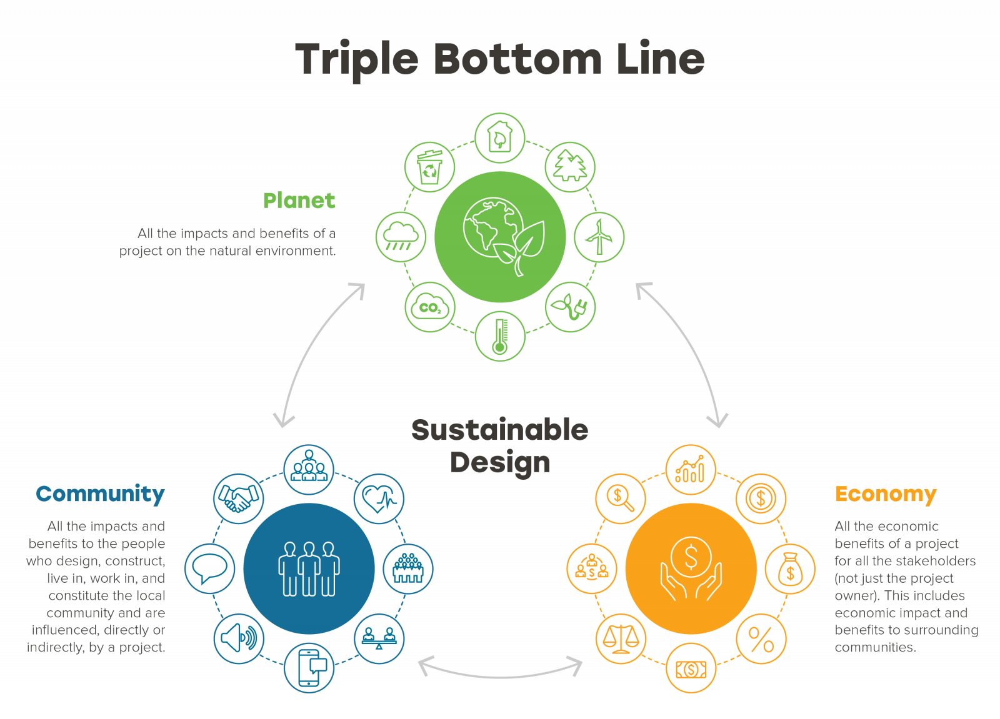 Triple Bottom Line
Planet
All the impacts and benefits of a
project on the natural environment.
CO₂
Sustainable
Design
Community
All the impacts and
benefits to the people
who design, construct,
live in, work in, and
constitute the local
community and are
influenced, directly or
indirectly, by a project.
$
$
$
$
$
%
$
Economy
All the economic
benefits of a project
for all the stakeholders
(not just the project
owner). This includes
economic impact and
benefits to surrounding
communities.